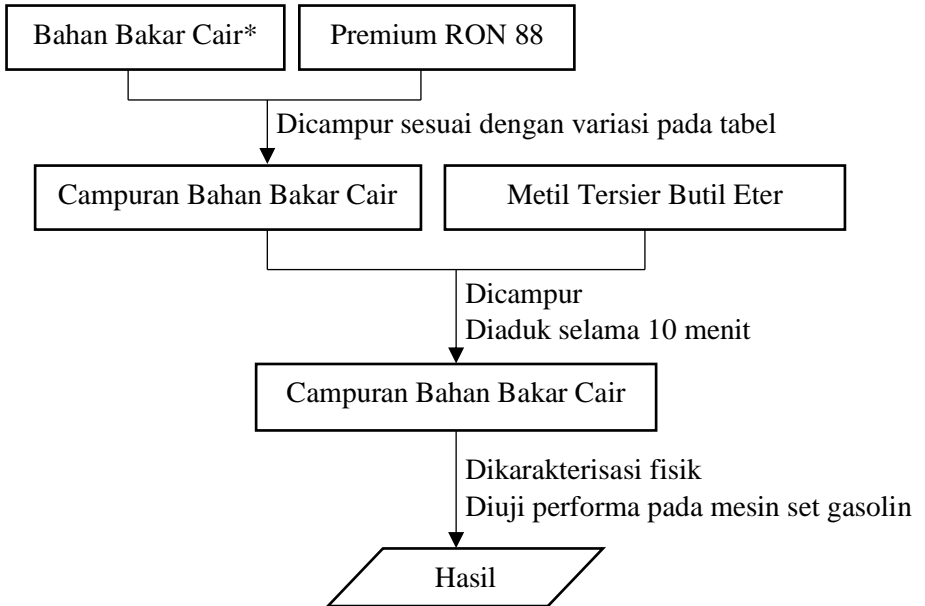 Bahan Bakar Cair*
Premium RON 88
Dicampur sesuai dengan variasi pada tabel
Campuran Bahan Bakar Cair
Metil Tersier Butil Eter
Dicampur
Diaduk selama 10 menit
Campuran Bahan Bakar Cair
Dikarakterisasi fisik
Diuji performa pada mesin set gasolin
Hasil